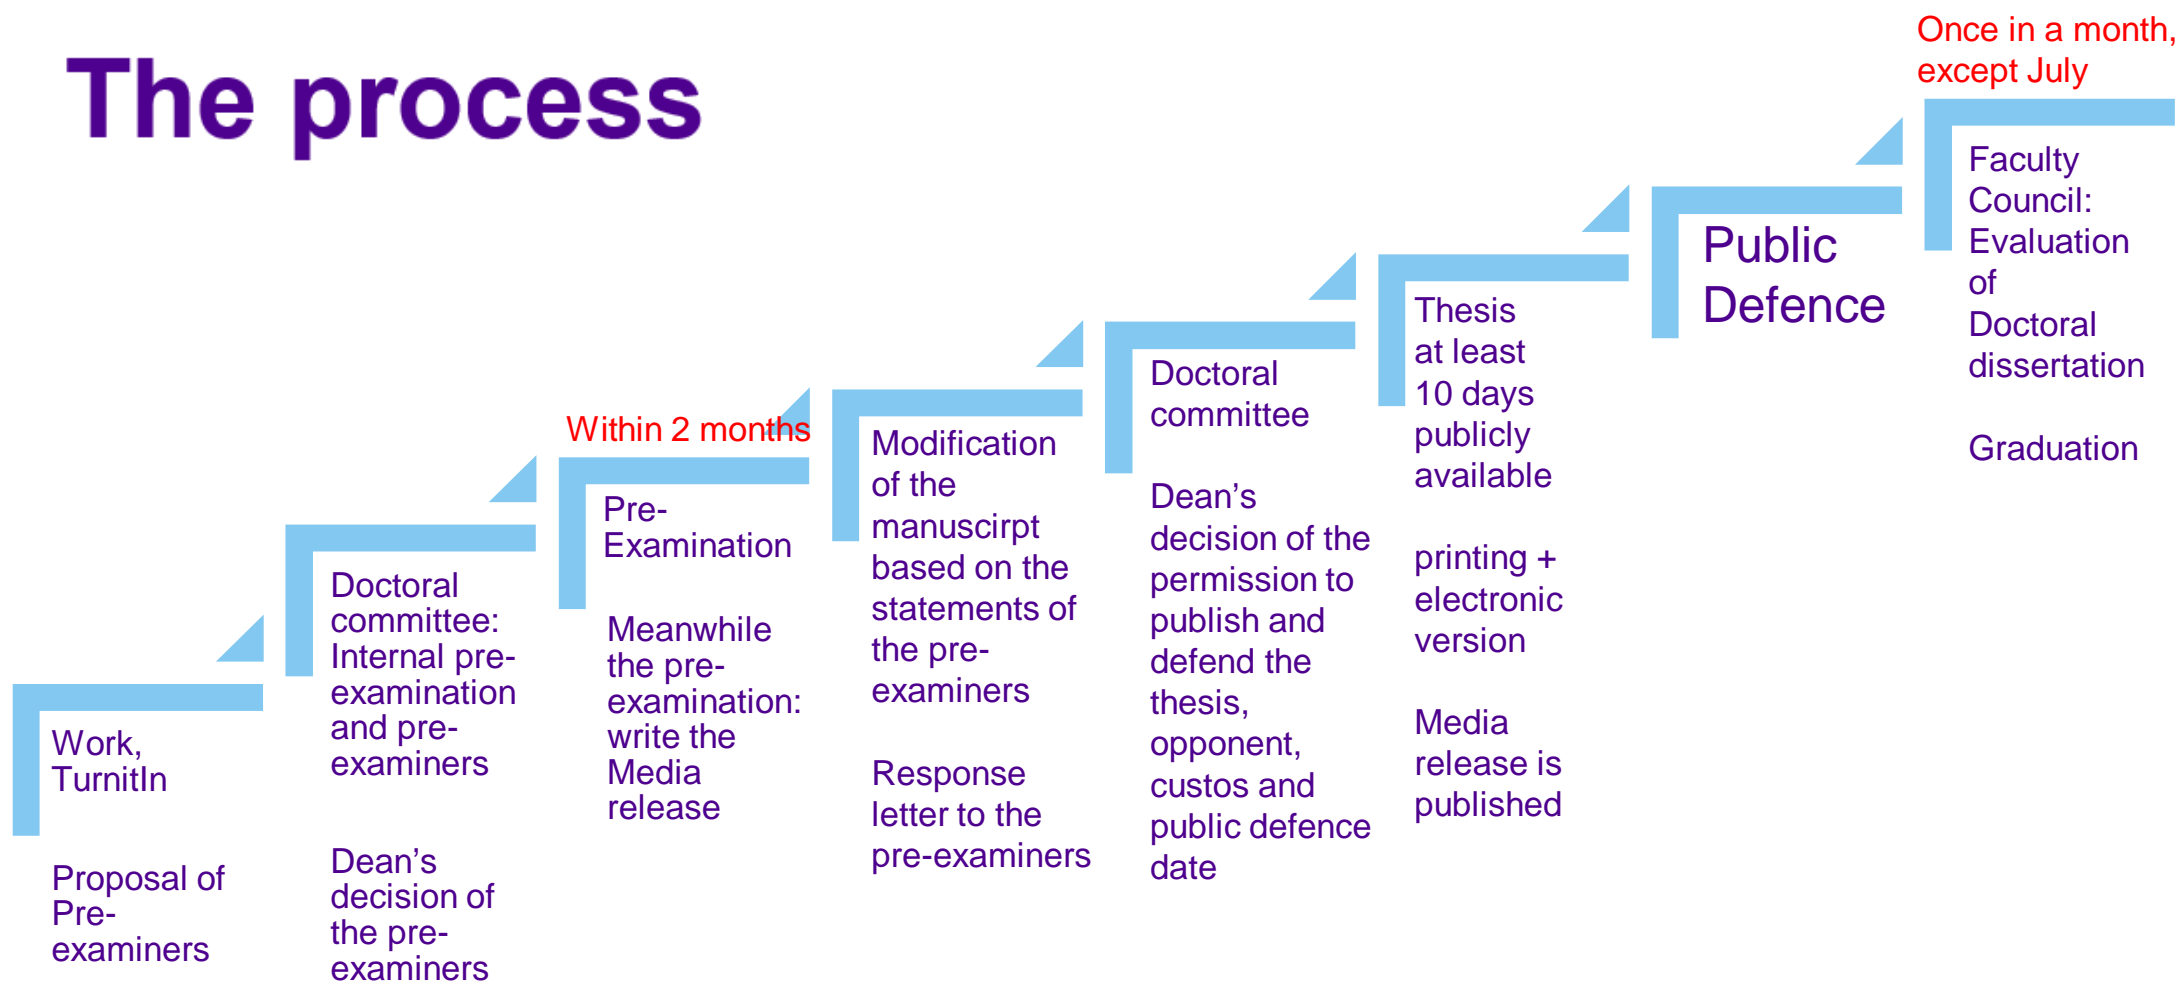 The process
Work,
TurnitIn
Proposal of
Pre-
examiners
Doctoral
committee:
Internal pre-
examination
and pre-
examiners
Dean’s
decision of
the pre-
examiners
Within 2 months
Pre-
Examination
Meanwhile
the pre-
examination:
write the
Media
release
Modification
of the
manuscirpt
based on the
statements of
the pre-
examiners
Response
letter to the
pre-examiners
Doctoral
committee
Dean’s
decision of the
permission to
publish and
defend the
thesis,
opponent,
custos and
public defence
date
Thesis
at least
10 days
publicly
available
printing +
electronic
version
Media
release is
published
Public
Defence
Once in a month,
except July
Faculty
Council:
Evaluation
of
Doctoral
dissertation
Graduation